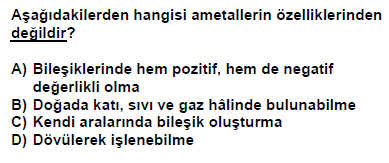 Aşağıdakilerden hangisi ametallerin özelliklerinden
değildir?
A) Bileşiklerinde hem pozitif, hem de negatif
değerlikli olma
B) Doğada katı, sıvı ve gaz hâlinde bulunabilme
C) Kendi aralarında bileşik oluşturma
D) Dövülerek işlenebilme